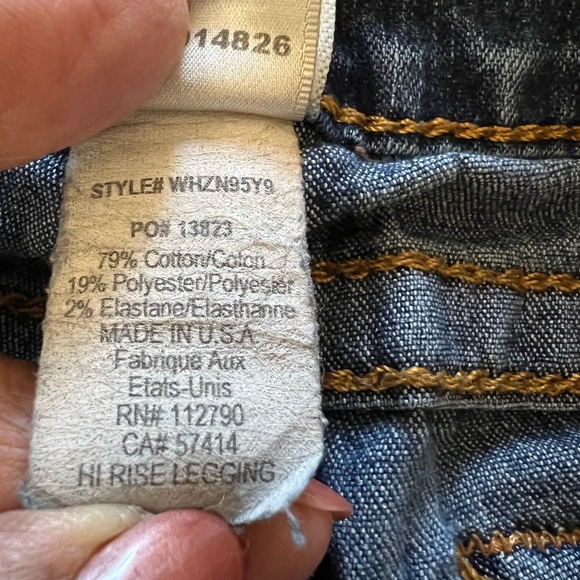 014826
STYLE# WHZN95Y9
PO# 13823
79% Cotton/Coton
19% Polyester/Polyester
2% Elastane/Elasthanne
MADE IN U.S.A
Fabrique Aux
Etats-Unis
RN# 112790
CA# 57414
HI RISE LEGGING